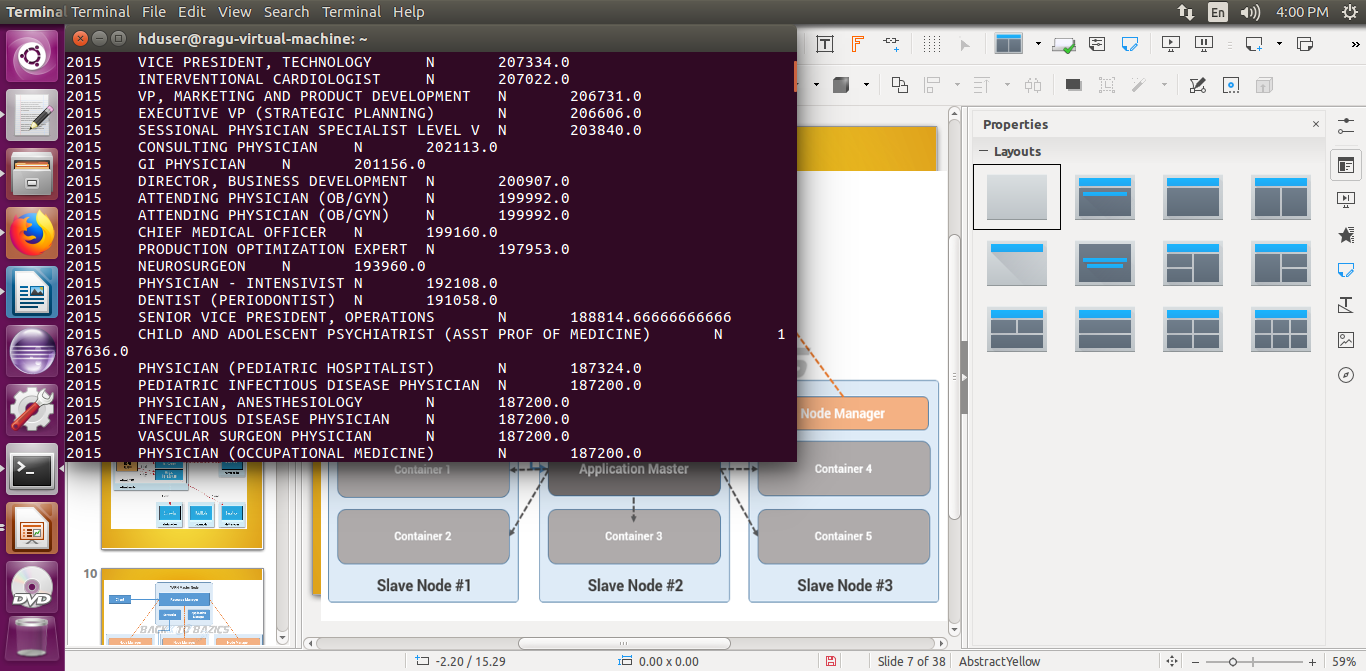 Terminal Terminal File Edit View Search Terminal Help En 4:00 PM
hduser@ragu-virtual-machine: ~
2015 VICE PRESIDENT, TECHNOLOGY N 207334.0
2015 INTERVENTIONAL CARDIOLOGIST N 207022.0
2015 VP, MARKETING AND PRODUCT DEVELOPMENT N 206731.0
2015 EXECUTIVE VP (STRATEGIC PLANNING) N 206606.0
2015 SESSIONAL PHYSICIAN SPECIALIST LEVEL V N 203840.0
2015 CONSULTING PHYSICIAN N 202113.0
2015 GI PHYSICIAN N 201156.0
2015 DIRECTOR, BUSINESS DEVELOPMENT N 200907.0
2015 ATTENDING PHYSICIAN (OB/GYN) N 199992.0
2015 ATTENDING PHYSICIAN (OB/GYN) N 199992.0
2015 CHIEF MEDICAL OFFICER N 199160.0
2015 PRODUCTION OPTIMIZATION EXPERT N 197953.0
2015 NEUROSURGEON N 193960.0
2015 PHYSICIAN - INTENSIVIST N 192108.0
2015 DENTIST (PERIODONTIST) N 191058.0
2015 SENIOR VICE PRESIDENT, OPERATIONS N 188814.66666666666
2015 CHILD AND ADOLESCENT PSYCHIATRIST (ASST PROF OF MEDICINE) N 1
87636.0
2015 PHYSICIAN (PEDIATRIC HOSPITALIST) N 187324.0
2015 PEDIATRIC INFECTIOUS DISEASE PHYSICIAN N 187200.0
2015 PHYSICIAN, ANESTHESIOLOGY N 187200.0
2015 INFECTIOUS DISEASE PHYSICIAN N 187200.0
2015 VASCULAR SURGEON PHYSICIAN N 187200.0
2015 PHYSICIAN (OCCUPATIONAL MEDICINE) N 187200.0
Properties
Layouts
Node Manager
Container 1 Application Master Container 4
Container 2 Container 3 Container 5
Slave Node #1 Slave Node #2 Slave Node #3
10
BACK TO BAZICS
DVD
-2.20 / 15.29 0.00 x 0.00 Slide 7 of 38 AbstractYellow 59%